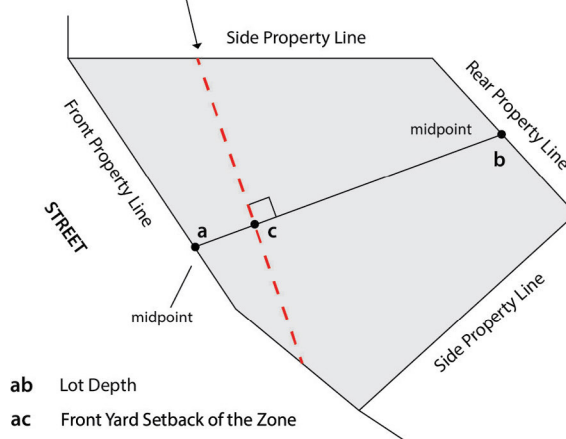 Side Property Line
Rear Property Line
Front Property Line
midpoint
b
STREET
a
c
midpoint
Side Property Line
ab Lot Depth
ac Front Yard Setback of the Zone